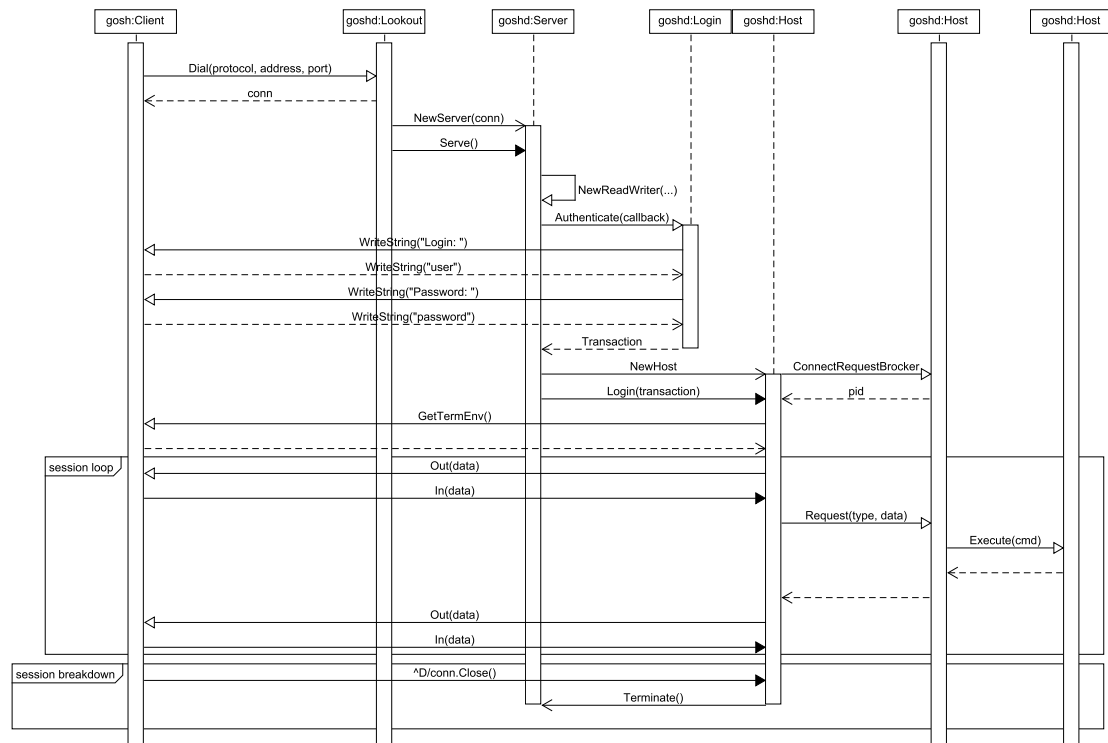 gosh:Client goshd:Lookout goshd:Server goshd:Login goshd:Host goshd:Host goshd:Host
Dial(protocol, address, port)
conn
NewServer(conn)
Serve()
NewReadWriter(...)
Authenticate(callback)
WriteString("Login: ")
WriteString("user")
WriteString("Password: ")
WriteString("password")
Transaction
NewHost ConnectRequestBrocker
Login(transaction) pid
GetTermEnv()
session loop
Out(data)
In(data)
Request(type, data)
Execute(cmd)
Out(data)
In(data)
session breakdown
^D/conn.Close()
Terminate()